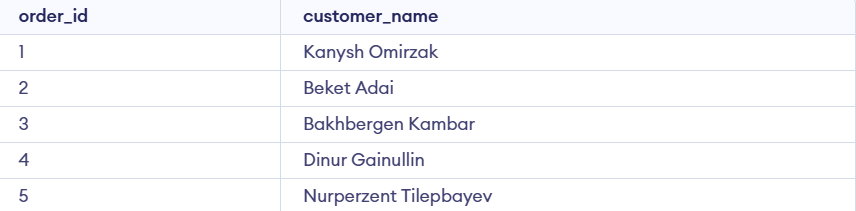 order_id customer_name
1 Kanysh Omirzak
2 Beket Adai
3 Bakhbergen Kambar
4 Dinur Gainullin
5 Nurperzent Tilepbayev